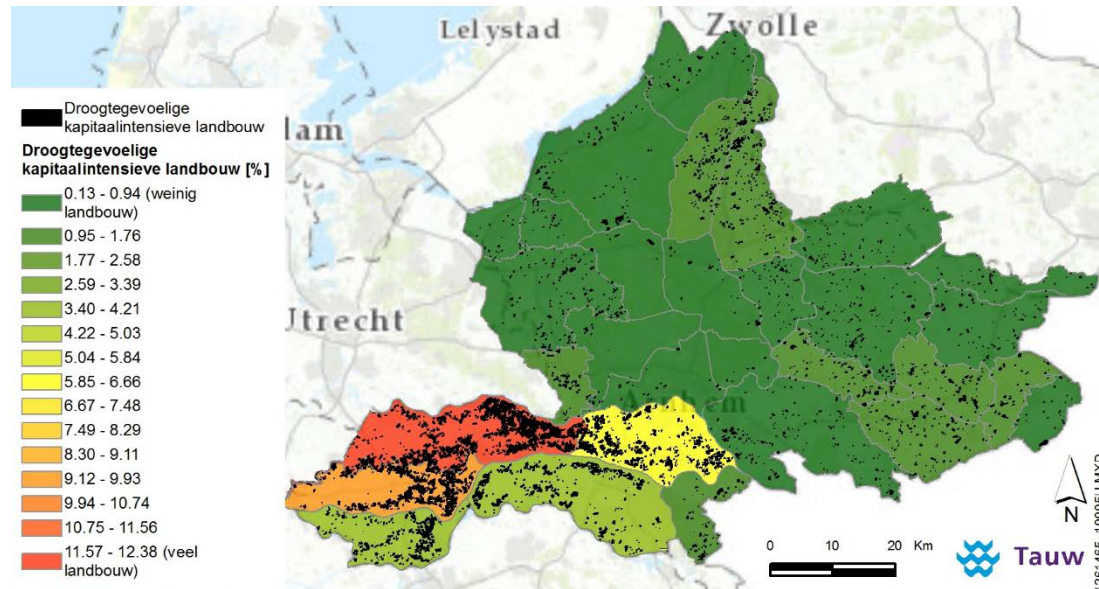 Lelystad
Zwolle
dam
Utrecht
Arnhem
Droogtegevoelige
kapitaalintensieve landbouw
Droogtegevoelige
kapitaalintensieve landbouw [%]
0.13 - 0.94 (weinig
landbouw)
0.95 - 1.76
1.77 - 2.58
2.59 - 3.39
3.40 - 4.21
4.22 - 5.03
5.04 - 5.84
5.85 - 6.66
6.67 - 7.48
7.49 - 8.29
8.30 - 9.11
9.12 - 9.93
9.94 - 10.74
10.75 - 11.56
11.57 - 12.38 (veel
landbouw)
N
0 10 20 Km
Tauw